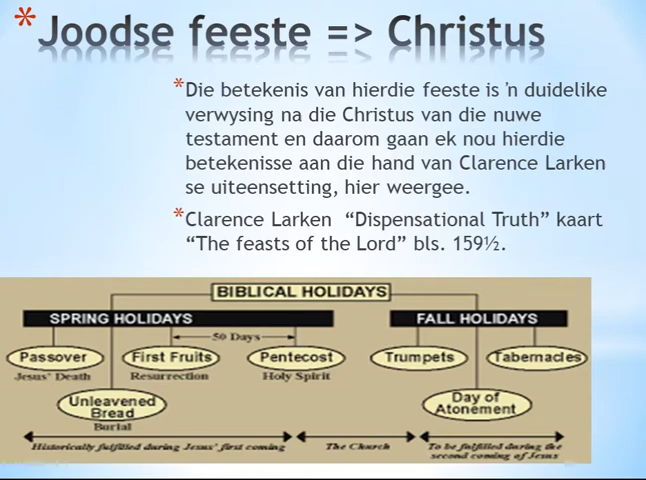 * Joodse feeste => Christus
* Die betekenis van hierdie feeste is 'n duidelike
verwysing na die Christus van die nuwe
testament en daarom gaan ek nou hierdie
betekenisse aan die hand van Clarence Larken
se uiteensetting, hier weergee.
* Clarence Larken “Dispensational Truth” kaart
“The feasts of the Lord” bls. 159½.
BIBLICAL HOLIDAYS
SPRING HOLIDAYS
FALL HOLIDAYS
50 Days
Passover
First Fruits
Pentecost
Trumpets
Tabernacles
Jesus' Death
Resurrection
Holy Spirit
Unleavened
Bread
Burial
Day of
Atonement
Historically fulfilled during Jesus' first coming
The Church
To be fulfilled during the
second coming of Jesus